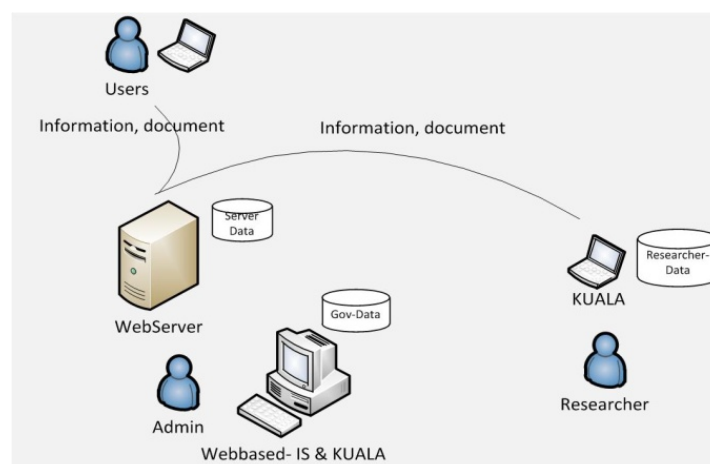 Users
Information, document
Information, document
Server
Data
Researcher-
Data
KUALA
Gov-Data
WebServer
Admin
Researcher
Webbased- IS & KUALA